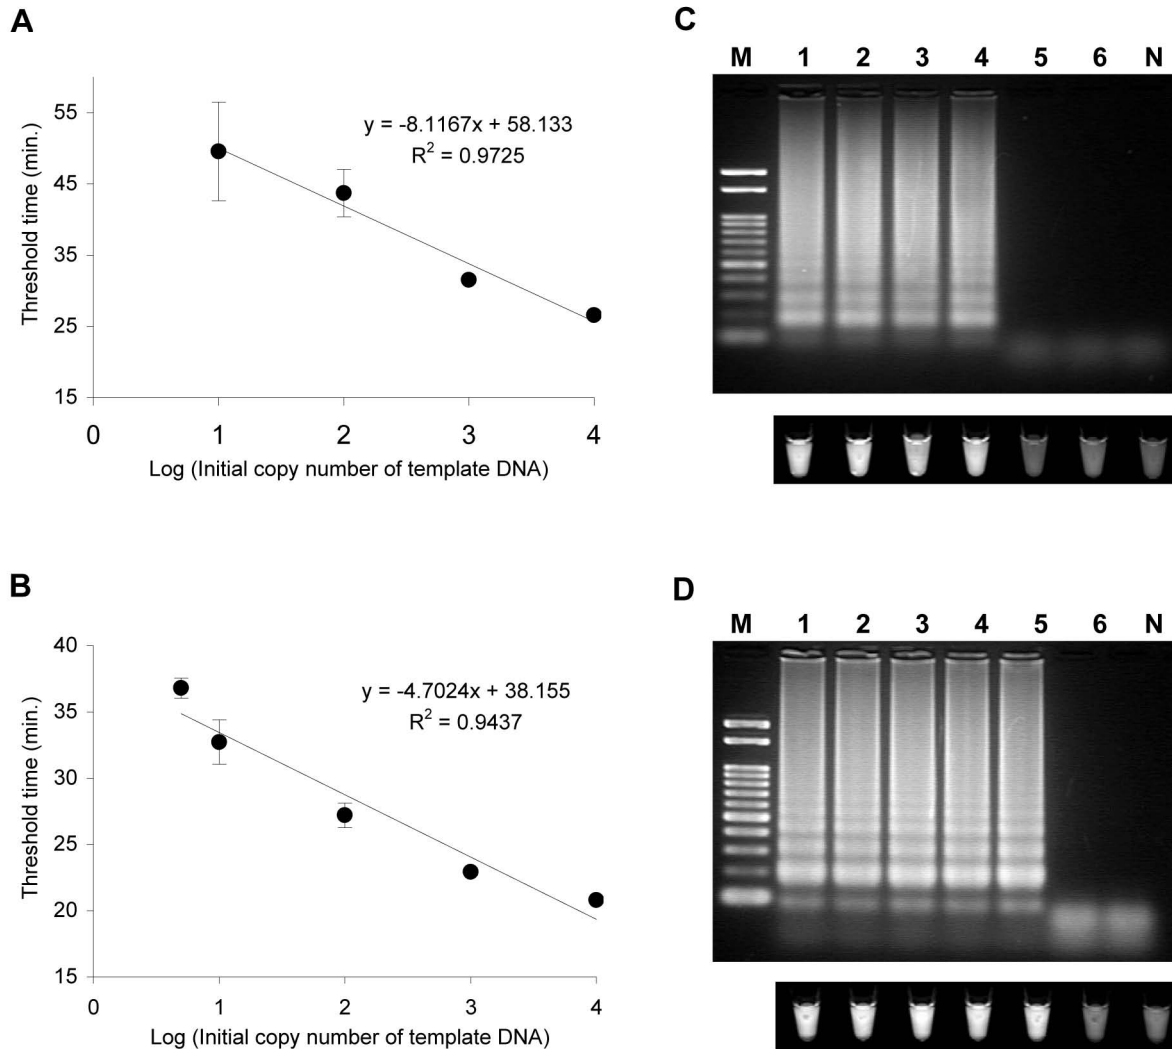 A
55
45
35
25
15
Threshold time (min.)
y = -8.1167x + 58.133
R² = 0.9725
0 1 2 3 4
Log (Initial copy number of template DNA)
C
M 1 2 3 4 5 6 N
B
40
35
30
25
20
15
Threshold time (min.)
y = -4.7024x + 38.155
R² = 0.9437
0 1 2 3 4
Log (Initial copy number of template DNA)
D
M 1 2 3 4 5 6 N